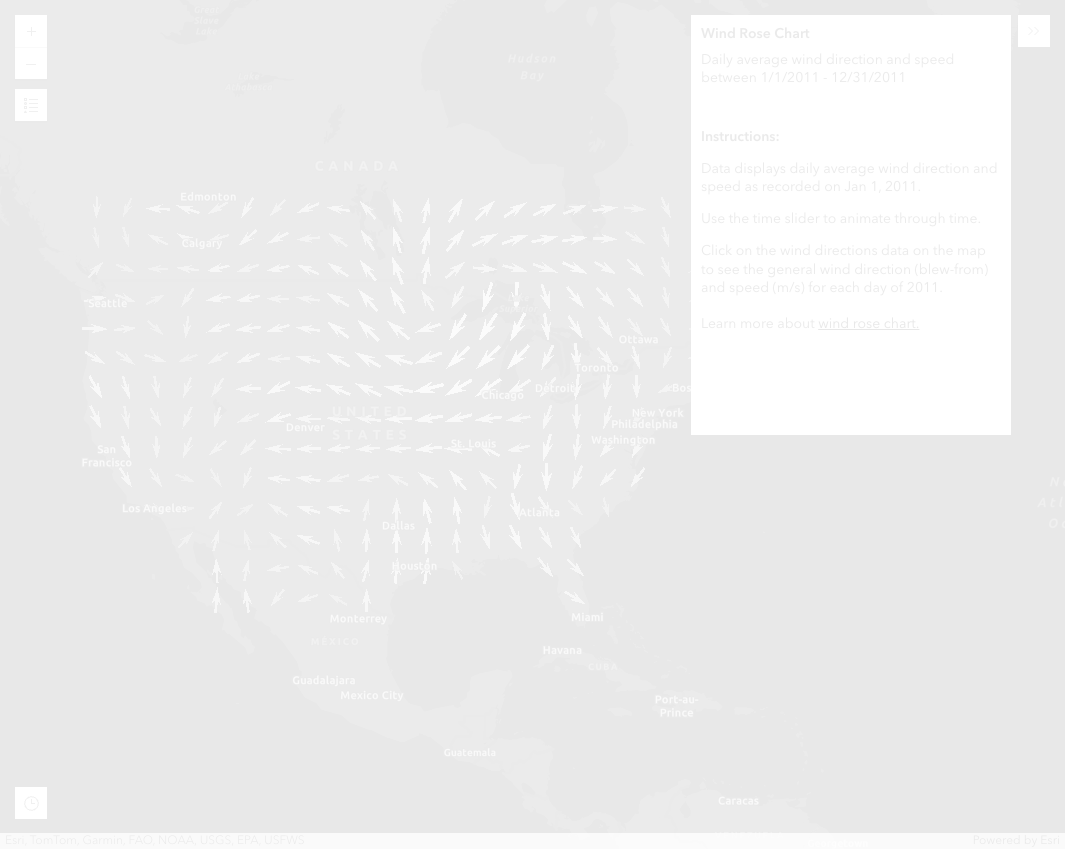 Hudson
Bay
CANADA
Edmonton
Calgary
Seattle
Ottawa
Toronto
Detroit
Bos
Chicago
UNITED
STATES
New York
Philadelphia
Denver
Washington
St. Louis
San
Francisco
Los Angeles
Atlanta
Dallas
Houston
Monterrey
Miami
MEXICO
Havana
CUBA
Guadalajara
Mexico City
Port-au-
Prince
Guatemala
Caracas
Wind Rose Chart
Daily average wind direction and speed
between 1/1/2011 - 12/31/2011
Instructions:
Data displays daily average wind direction and
speed as recorded on Jan 1, 2011.
Use the time slider to animate through time.
Click on the wind directions data on the map
to see the general wind direction (blew-from)
and speed (m/s) for each day of 2011.
Learn more about wind rose chart.
Esri, TomTom, Garmin, FAO, NOAA, USGS, EPA, USFWS
Powered by Esri